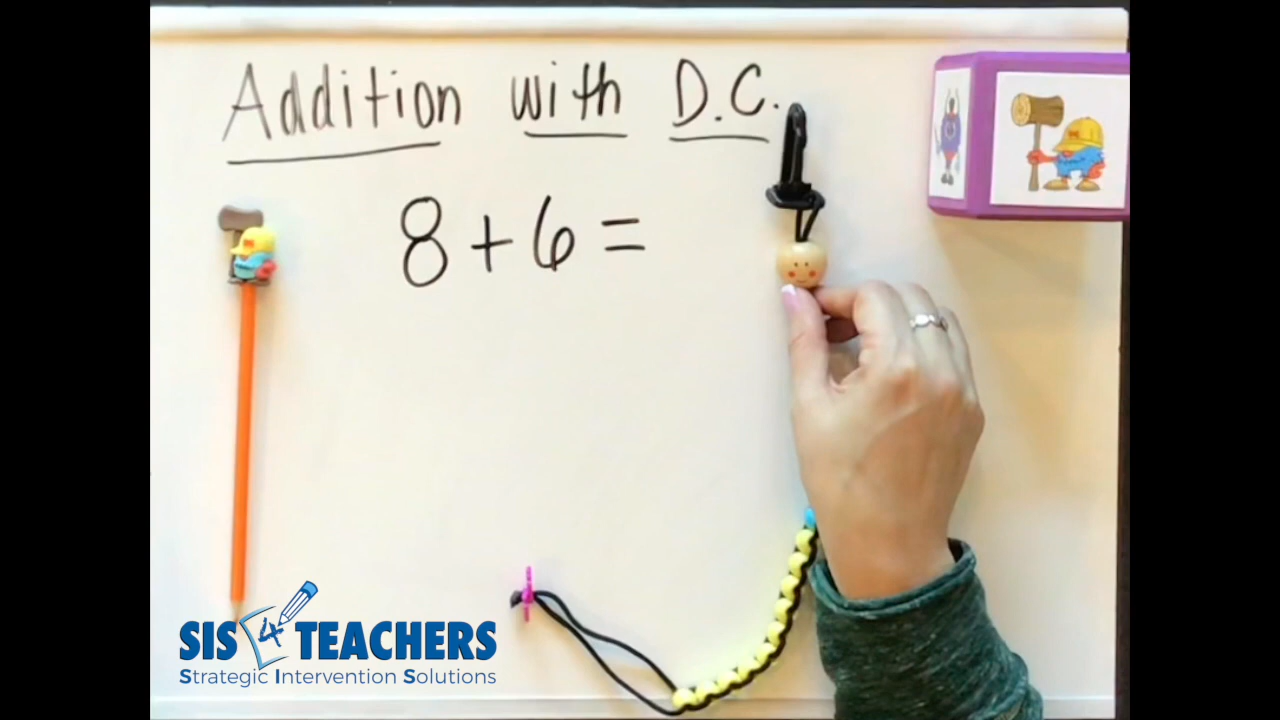 Addition with D.C.
8+6=
SIS 4 TEACHERS
Strategic Intervention Solutions